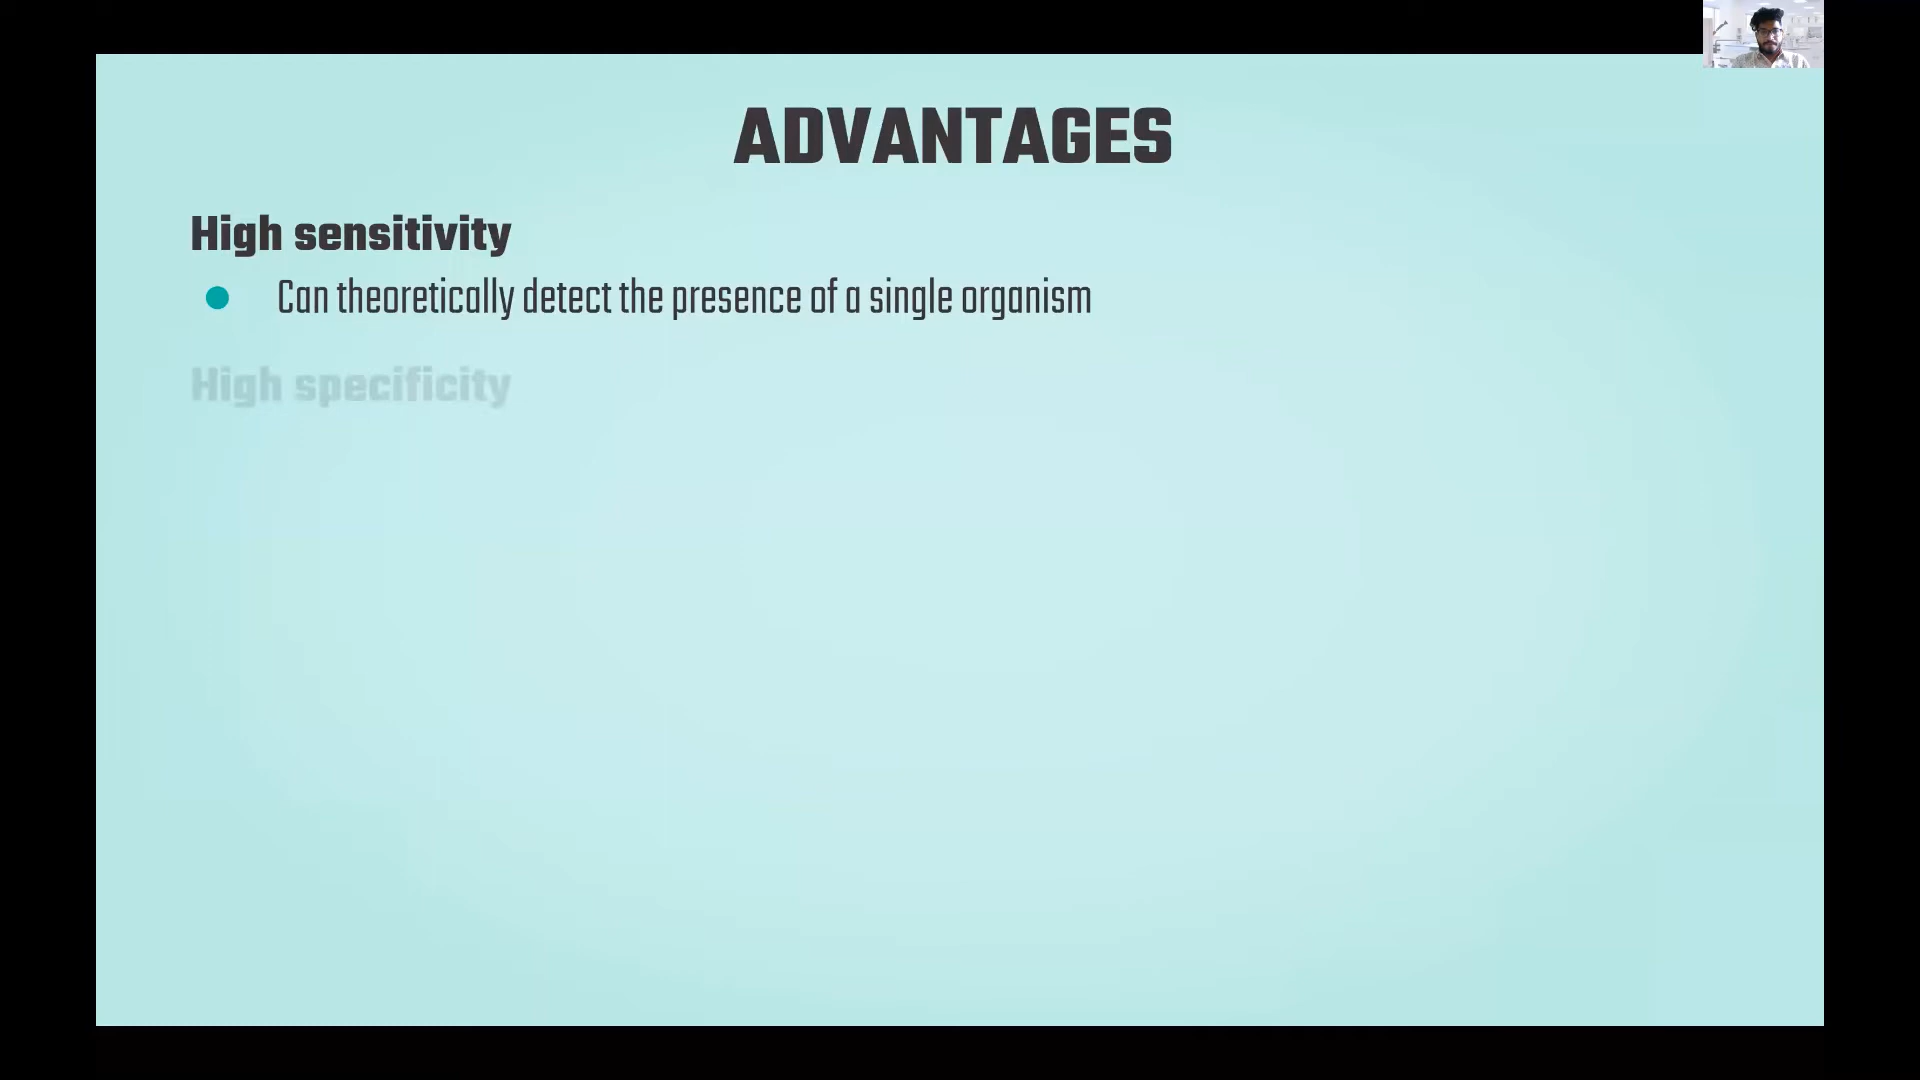 ADVANTAGES
High sensitivity
Can theoretically detect the presence of a single organism
High specificity